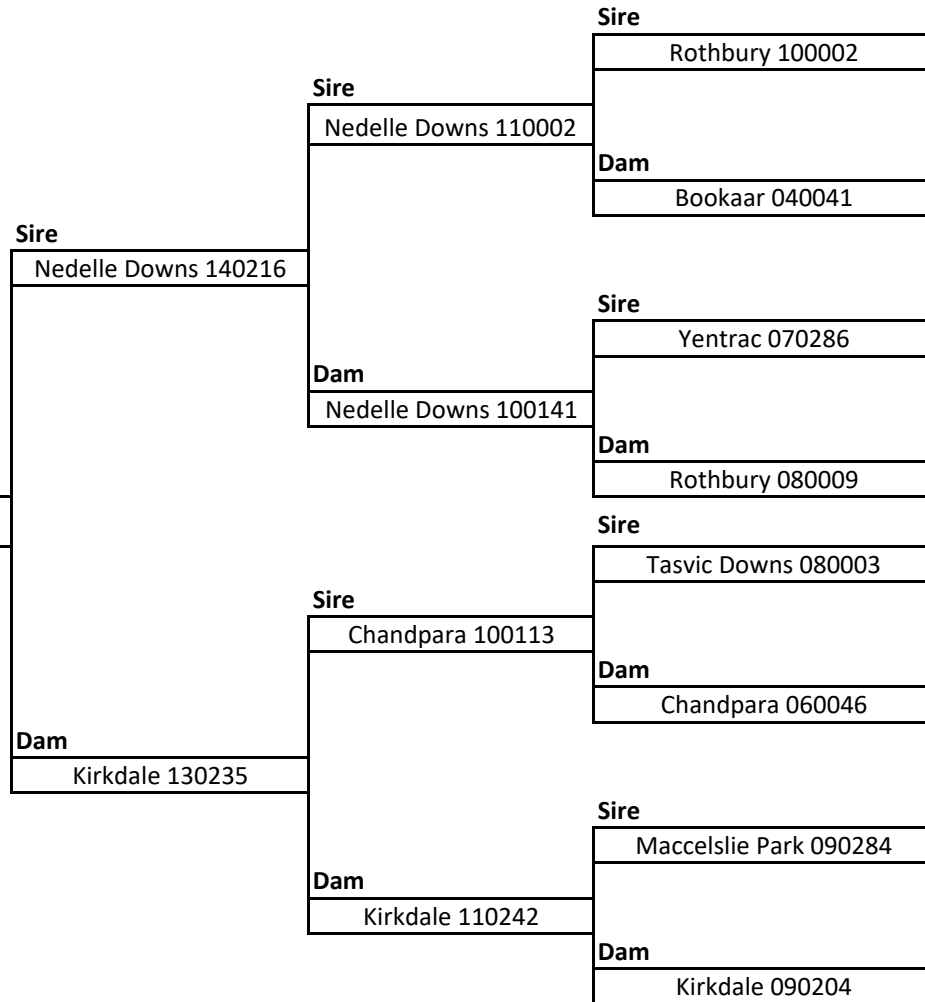 Sire
Rothbury 100002
Sire
Nedelle Downs 110002
Dam
Bookaar 040041
Sire
Nedelle Downs 140216
Sire
Yentrac 070286
Dam
Nedelle Downs 100141
Dam
Rothbury 080009
Sire
Tasvic Downs 080003
Sire
Chandpara 100113
Dam
Chandpara 060046
Dam
Kirkdale 130235
Sire
Maccelslie Park 090284
Dam
Kirkdale 110242
Dam
Kirkdale 090204